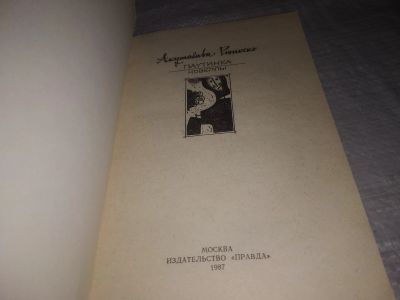 Акутагава Рюноскэ
ПАУТИНКА
НОВЕЛЛЫ
МОСКВА
ИЗДАТЕЛЬСТВО «ПРАВДА»
1987